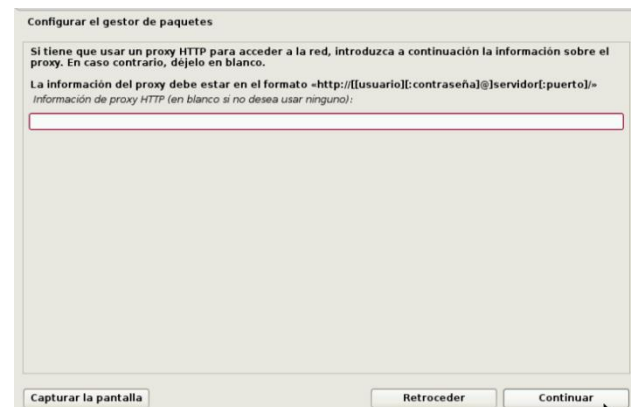 Configurar el gestor de paquetes
Si tiene que usar un proxy HTTP para acceder a la red, introduzca a continuación la información sobre el
proxy. En caso contrario, déjelo en blanco.
La información del proxy debe estar en el formato «http://[[usuario][:contraseña]@]servidor[:puerto]/»
Información de proxy HTTP (en blanco si no desea usar ninguno):
Capturar la pantalla
Retroceder
Continuar